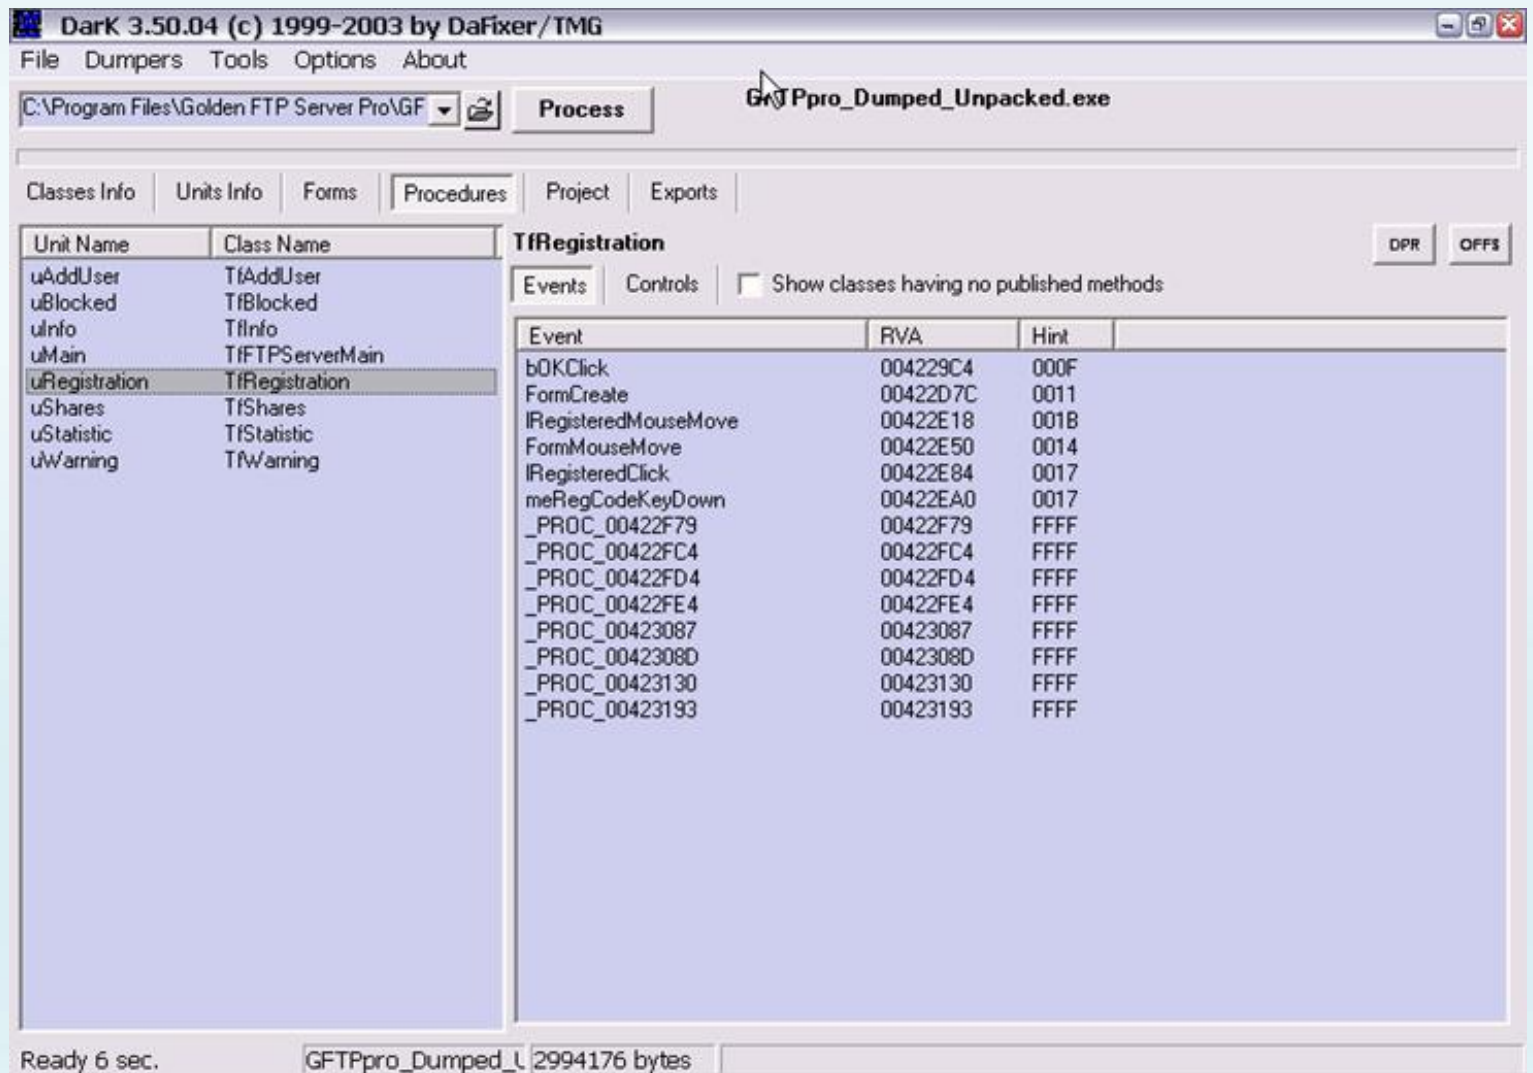 DarK 3.50.04 (c) 1999-2003 by DaFixer/TMG
File Dumpers Tools Options About
C:\Program Files\Golden FTP Server Pro\GF Process GFTPpro_Dumped_Unpacked.exe
Classes Info Units Info Forms Procedures Project Exports
Unit Name Class Name
uAddUser TfAddUser
uBlocked TfBlocked
uInfo TfInfo
uMain TfFTPServerMain
uRegistration TfRegistration
uShares TfShares
uStatistic TfStatistic
uWarning TfWarning
TfRegistration DPR OFFS
Events Controls Show classes having no published methods
Event RVA Hint
bOKClick 004229C4 000F
FormCreate 00422D7C 0011
lRegisteredMouseMove 00422E18 001B
FormMouseMove 00422E50 0014
lRegisteredClick 00422E84 0017
meRegCodeKeyDown 00422EA0 0017
_PROC_00422F79 00422F79 FFFF
_PROC_00422FC4 00422FC4 FFFF
_PROC_00422FD4 00422FD4 FFFF
_PROC_00422FE4 00422FE4 FFFF
_PROC_00423087 00423087 FFFF
_PROC_0042308D 0042308D FFFF
_PROC_00423130 00423130 FFFF
_PROC_00423193 00423193 FFFF
Ready 6 sec. GFTPpro_Dumped_U 2994176 bytes